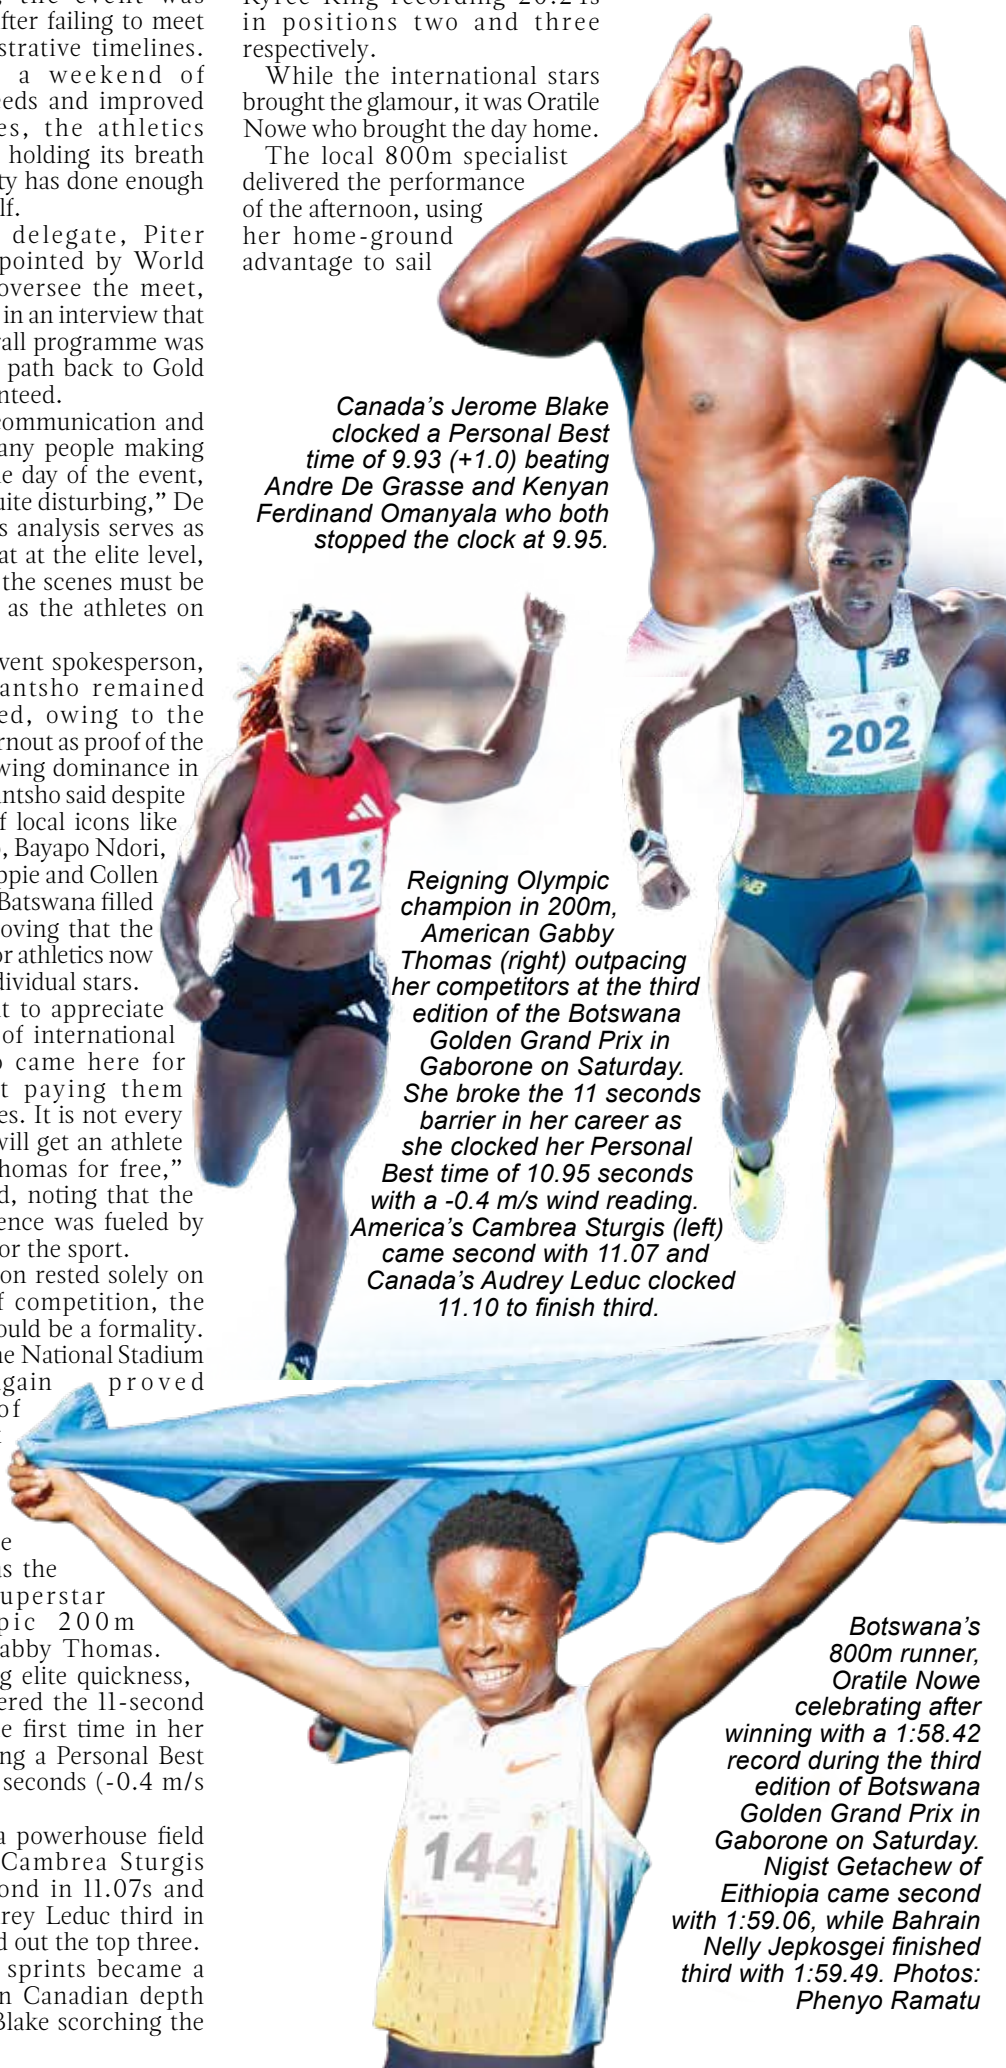 the event was
fter failing to meet
strative timelines.
a weekend of
eds and improved
es, the athletics
holding its breath
ty has done enough
lf.
delegate, Piter
pointed by World
oversee the meet,
in an interview that
all programme was
path back to Gold
nteed.
ommunication and
any people making
e day of the event,
uite disturbing,” De
s analysis serves as
at at the elite level,
the scenes must be
as the athletes on
vent spokesperson,
antsho remained
ed, owing to the
rnout as proof of the
wing dominance in
ntsho said despite
f local icons like
, Bayapo Ndori,
ppie and Collen
Batswana filled
oving that the
or athletics now
dividual stars.
t to appreciate
of international
o came here for
t paying them
es. It is not every
will get an athlete
homas for free,”
d, noting that the
ence was fueled by
or the sport.
on rested solely on
f competition, the
ould be a formality.
he National Stadium
gain proved
of
e
as the
uperstar
pic 200m
abby Thomas.
g elite quickness,
ered the 11-second
e first time in her
ng a Personal Best
seconds (-0.4 m/s
a powerhouse field
Cambrea Sturgis
ond in 11.07s and
rey Leduc third in
d out the top three.
sprints became a
n Canadian depth
Blake scorching the
Kyree King recording 20.24s
in positions two and three
respectively.
While the international stars
brought the glamour, it was Oratile
Nowe who brought the day home.
The local 800m specialist
delivered the performance
of the afternoon, using
her home-ground
advantage to sail
Canada’s Jerome Blake
clocked a Personal Best
time of 9.93 (+1.0) beating
Andre De Grasse and Kenyan
Ferdinand Omanyala who both
stopped the clock at 9.95.
NB
202
NB
112
Reigning Olympic
champion in 200m,
American Gabby
Thomas (right) outpacing
her competitors at the third
edition of the Botswana
Golden Grand Prix in
Gaborone on Saturday.
She broke the 11 seconds
barrier in her career as
she clocked her Personal
Best time of 10.95 seconds
with a -0.4 m/s wind reading.
America’s Cambrea Sturgis (left)
came second with 11.07 and
Canada’s Audrey Leduc clocked
11.10 to finish third.
144
Botswana’s
800m runner,
Oratile Nowe
celebrating after
winning with a 1:58.42
record during the third
edition of Botswana
Golden Grand Prix in
Gaborone on Saturday.
Nigist Getachew of
Eithiopia came second
with 1:59.06, while Bahrain
Nelly Jepkosgei finished
third with 1:59.49. Photos:
Phenyo Ramatu